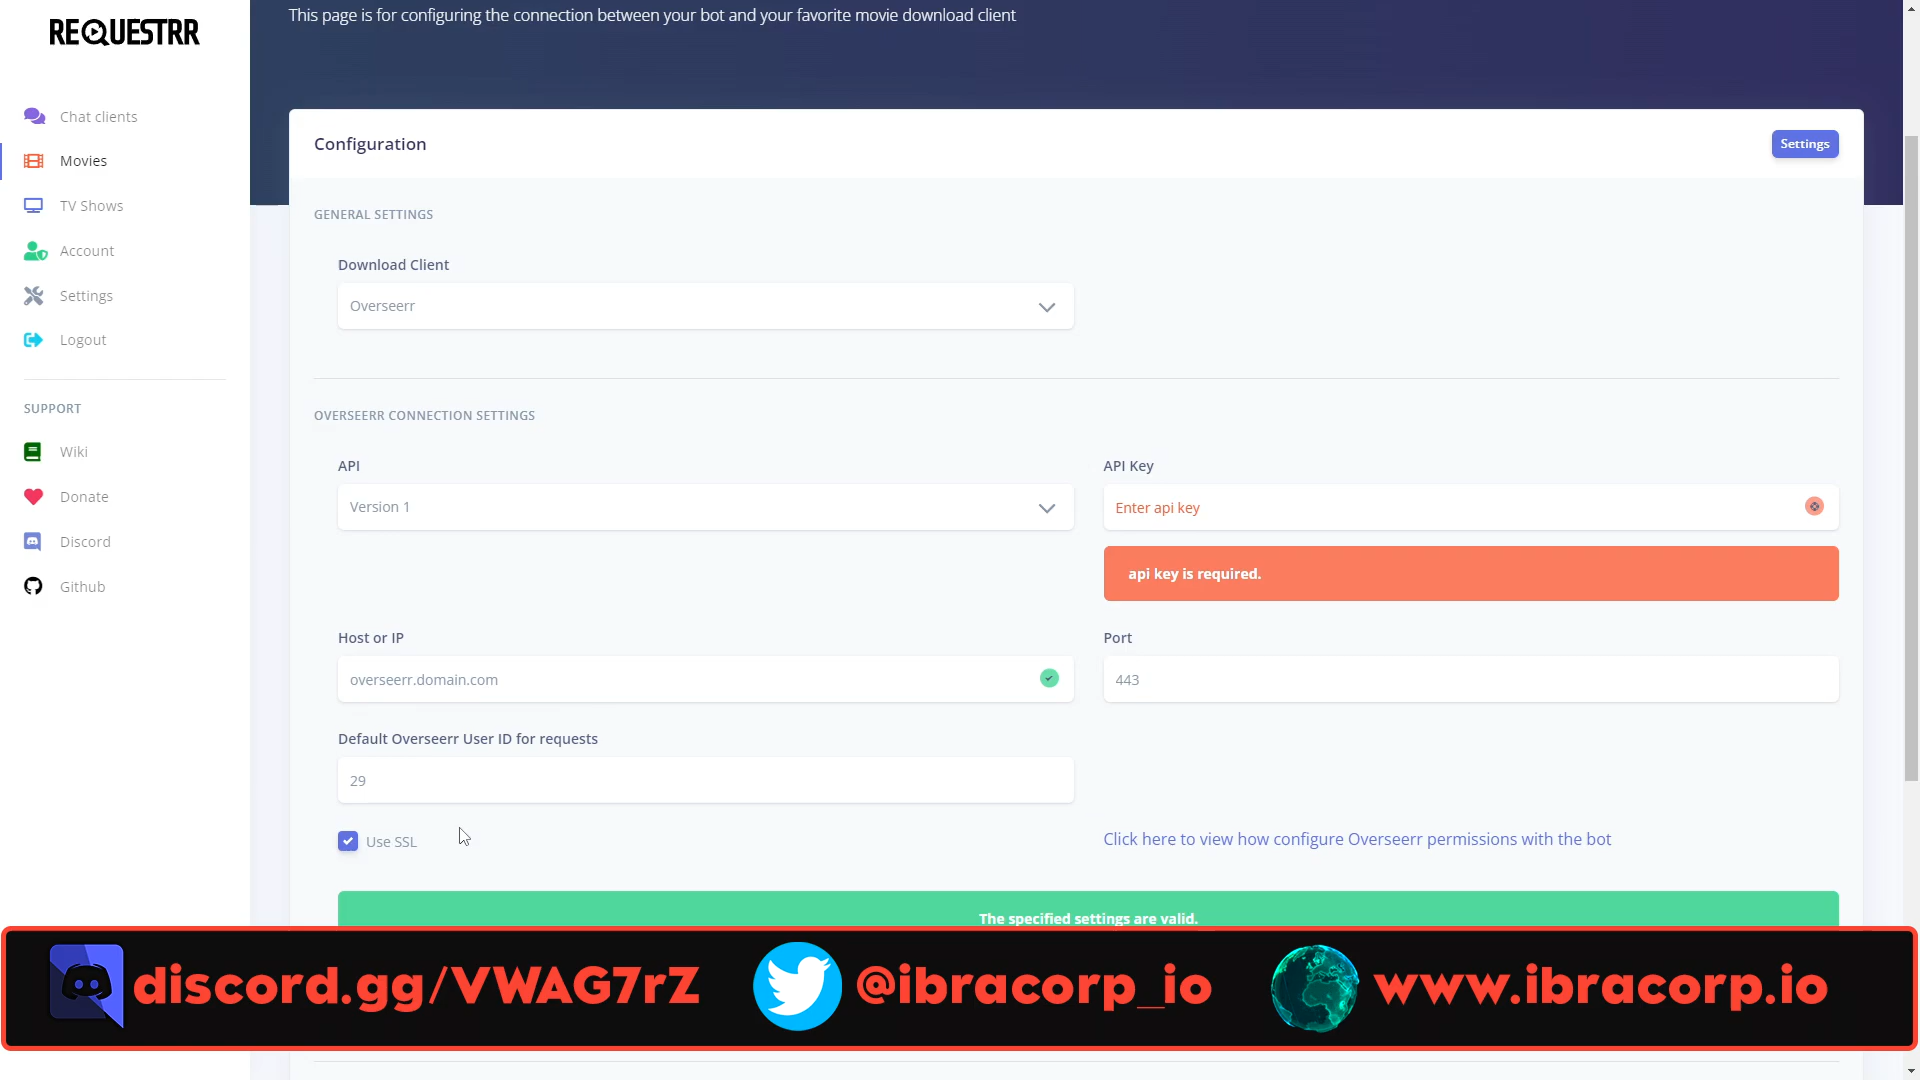 REQUESTRR
This page is for configuring the connection between your bot and your favorite movie download client
Chat clients
Movies
TV Shows
Account
Settings
Logout
SUPPORT
Wiki
Donate
Discord
Github
Configuration
Settings
GENERAL SETTINGS
Download Client
Overseerr
OVERSEERR CONNECTION SETTINGS
API
API Key
Version 1
Enter api key
api key is required.
Host or IP
Port
overseerr.domain.com
443
Default Overseerr User ID for requests
29
Use SSL
Click here to view how configure Overseerr permissions with the bot
The specified settings are valid.
discord.gg/VWAG7rZ
@ibracorp_io
www.ibracorp.io